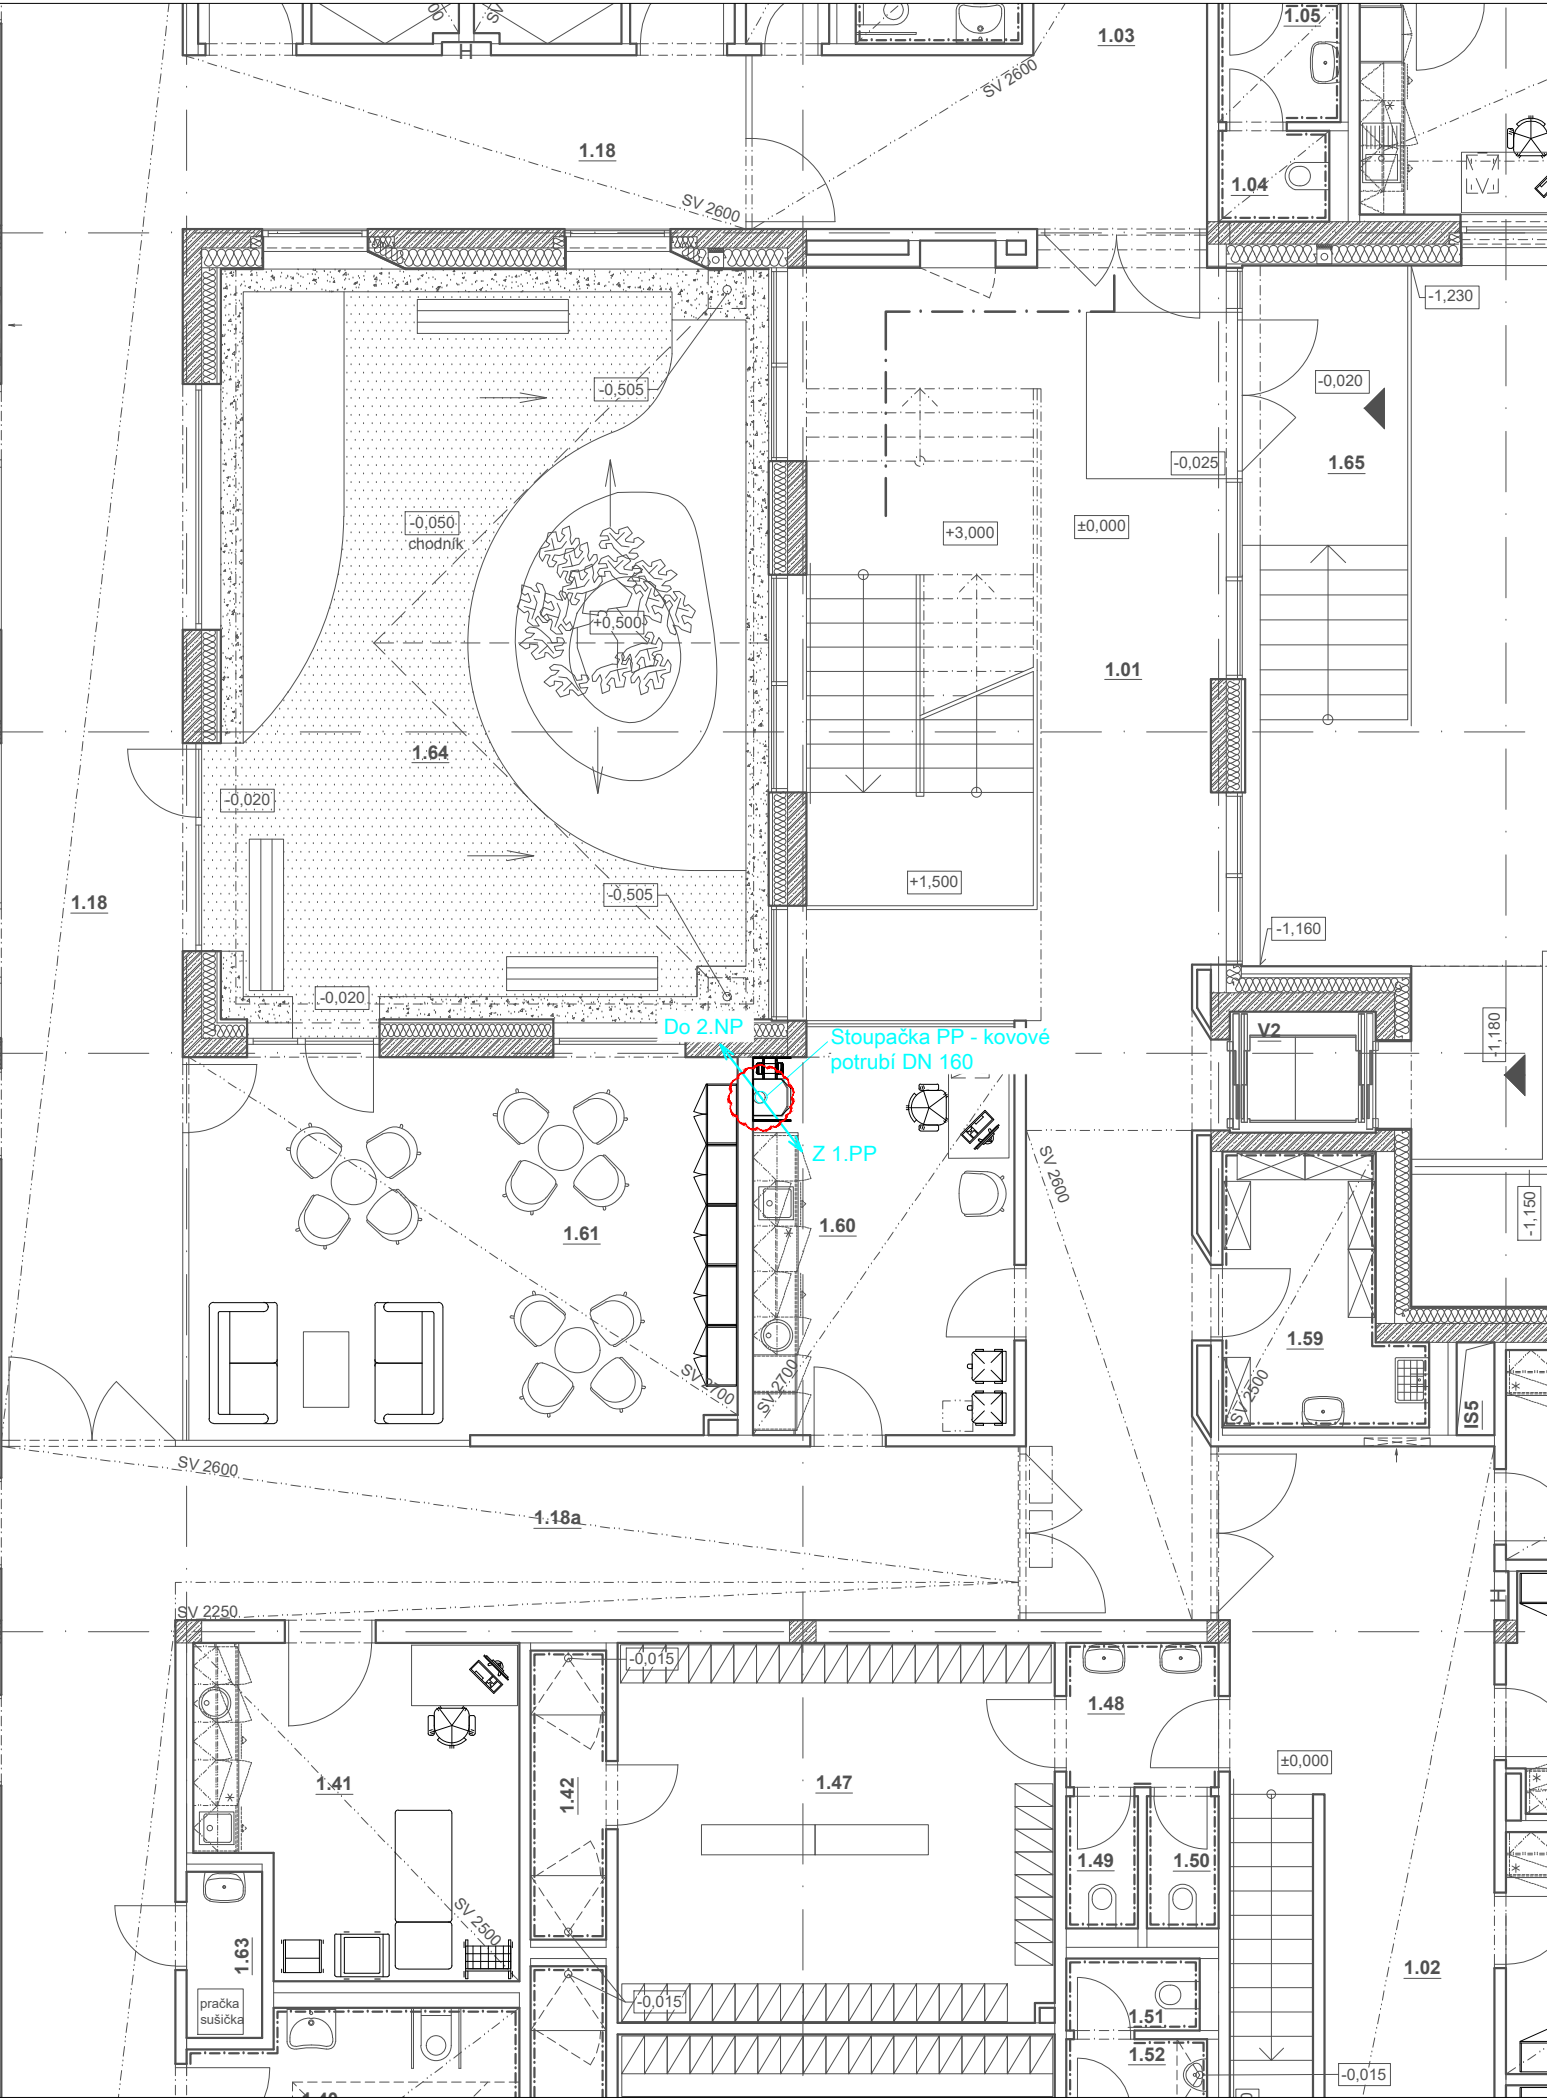 1.03
1.05
SV 2600
1.18
1.04
SV 2600
-1,230
-0,505
-0,020
-0,025
1.65
-0,050
chodník
+3,000
±0,000
+0,500
1.01
1.64
-0,020
+1,500
-0,505
1.18
-1,160
-0,020
Do 2.NP
Stoupačka PP - kovové
potrubí DN 160
V2
-1,180
Z 1.PP
SV 2600
-1,150
1.61
1.60
1.59
SV 2700
SV 2700
SV 2500
IS5
SV 2600
1.18a
SV 2250
-0,015
1.48
±0,000
1.41
1.42
1.47
1.49
1.50
SV 2500
1.63
1.02
pračka
sušička
-0,015
1.51
1.52
-0,015